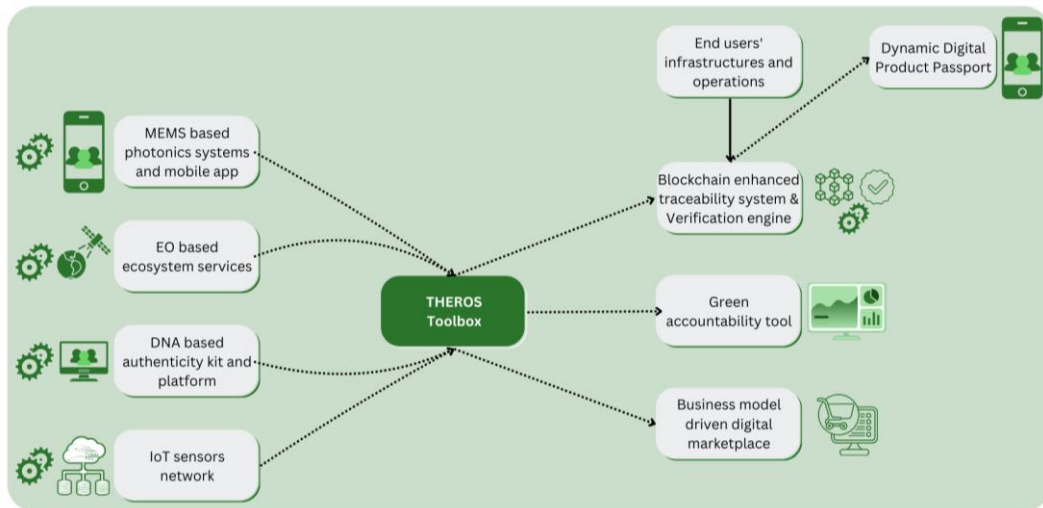 End users'
infrastructures and
operations
Dynamic Digital
Product Passport
MEMS based
photonics systems
and mobile app
Blockchain enhanced
traceability system &
Verification engine
EO based
ecosystem services
THEROS
Toolbox
Green
accountability tool
DNA based
authenticity kit and
platform
Business model
driven digital
marketplace
IoT sensors
network